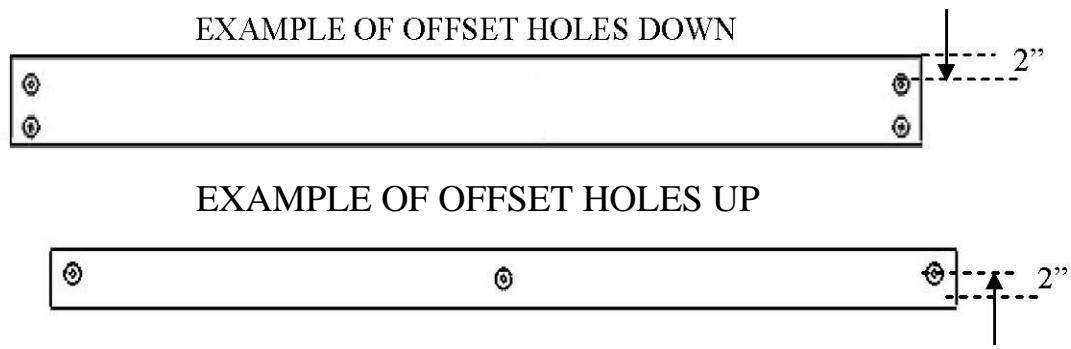 EXAMPLE OF OFFSET HOLES DOWN
2”
EXAMPLE OF OFFSET HOLES UP
2”